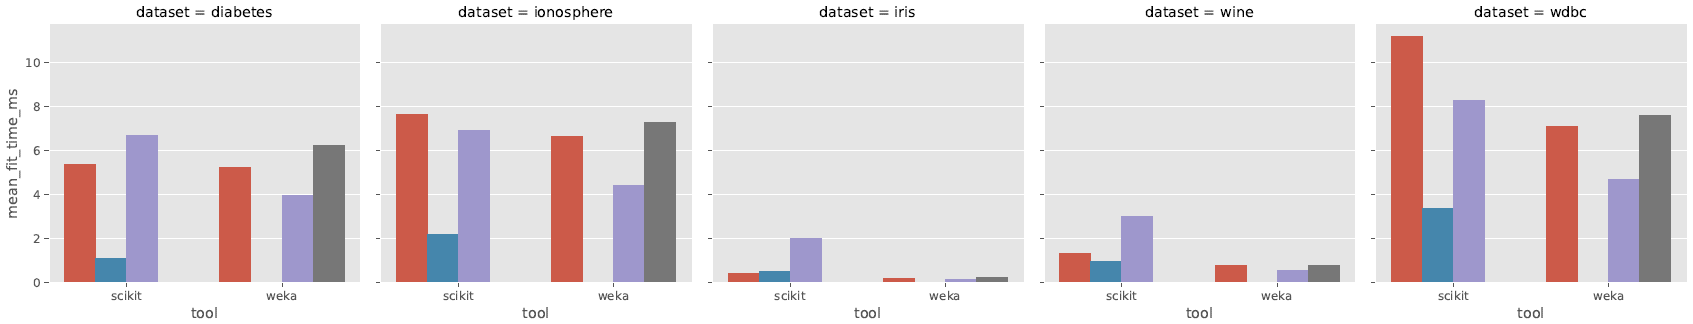 dataset = diabetes
dataset = ionosphere
dataset = iris
dataset = wine
dataset = wdbc
mean_fit_time_ms
10
8
6
4
2
0
scikit weka
scikit weka
scikit weka
scikit weka
scikit weka
tool
tool
tool
tool
tool